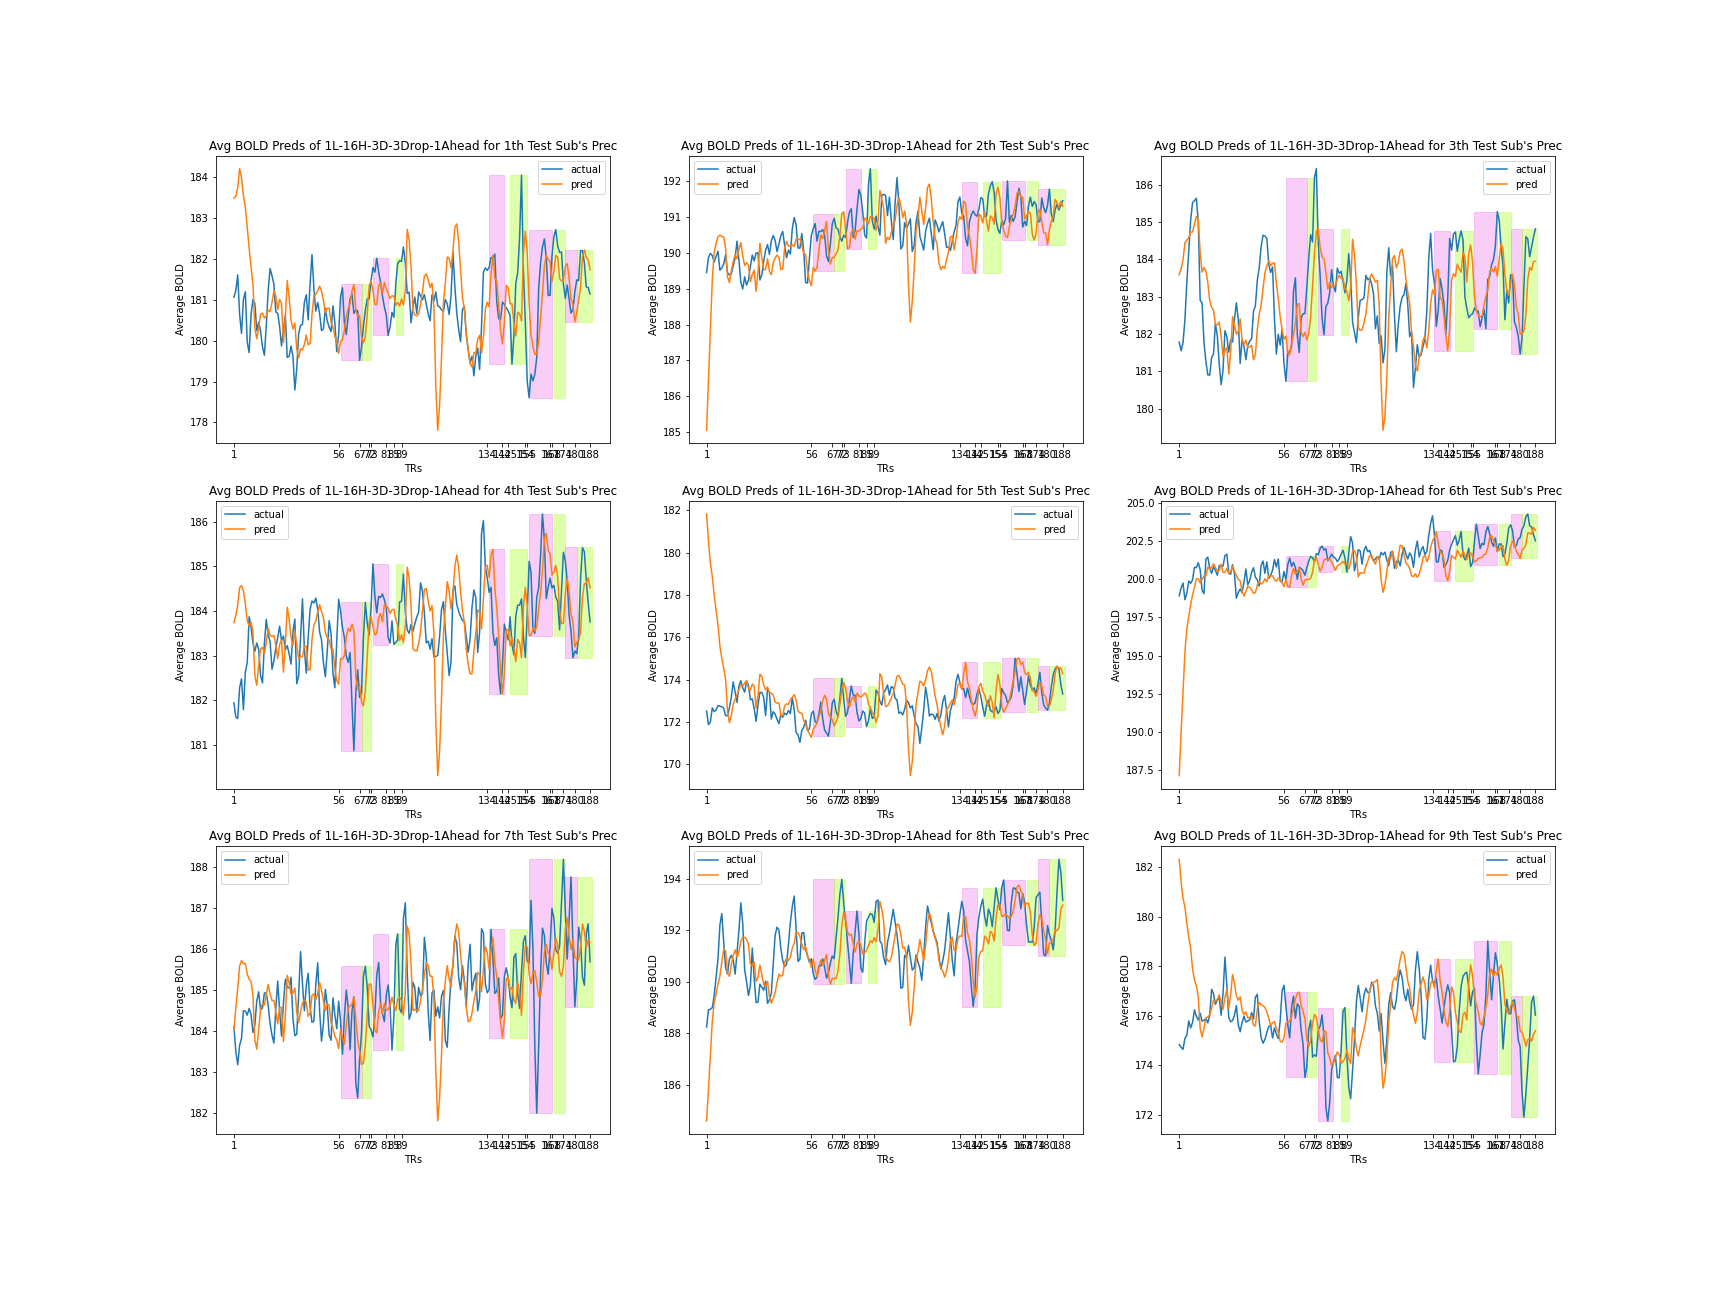 Avg BOLD Preds of 1L-16H-3D-3Drop-1Ahead for 1th Test Sub's Prec
actual
pred
Average BOLD
184
183
182
181
180
179
178
1 56 134 188
TRs
Avg BOLD Preds of 1L-16H-3D-3Drop-1Ahead for 2th Test Sub's Prec
actual
pred
Average BOLD
192
191
190
189
188
187
186
185
1 56 134 188
TRs
Avg BOLD Preds of 1L-16H-3D-3Drop-1Ahead for 3th Test Sub's Prec
actual
pred
Average BOLD
186
185
184
183
182
181
180
1 56 134 188
TRs
Avg BOLD Preds of 1L-16H-3D-3Drop-1Ahead for 4th Test Sub's Prec
actual
pred
Average BOLD
186
185
184
183
182
181
1 56 134 188
TRs
Avg BOLD Preds of 1L-16H-3D-3Drop-1Ahead for 5th Test Sub's Prec
actual
pred
Average BOLD
182
180
178
176
174
172
170
1 56 134 188
TRs
Avg BOLD Preds of 1L-16H-3D-3Drop-1Ahead for 6th Test Sub's Prec
actual
pred
Average BOLD
205.0
202.5
200.0
197.5
195.0
192.5
190.0
187.5
1 56 134 188
TRs
Avg BOLD Preds of 1L-16H-3D-3Drop-1Ahead for 7th Test Sub's Prec
actual
pred
Average BOLD
188
187
186
185
184
183
182
1 56 134 188
TRs
Avg BOLD Preds of 1L-16H-3D-3Drop-1Ahead for 8th Test Sub's Prec
actual
pred
Average BOLD
194
192
190
188
186
1 56 134 188
TRs
Avg BOLD Preds of 1L-16H-3D-3Drop-1Ahead for 9th Test Sub's Prec
actual
pred
Average BOLD
182
180
178
176
174
172
1 56 134 188
TRs